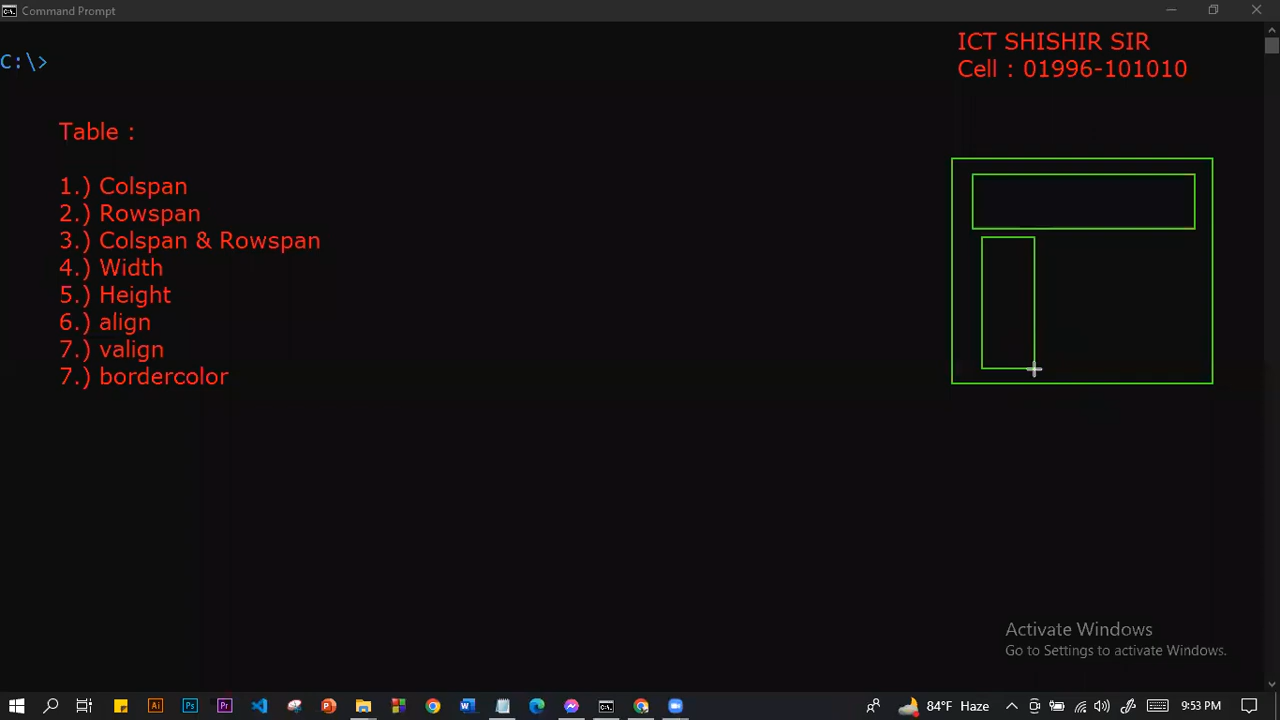 Command Prompt
ICT SHISHIR SIR
C:\>
Cell : 01996-101010
Table :
1.) Colspan
2.) Rowspan
3.) Colspan & Rowspan
4.) Width
5.) Height
6.) align
7.) valign
7.) bordercolor
Activate Windows
Go to Settings to activate Windows.
84°F Haze
9:53 PM